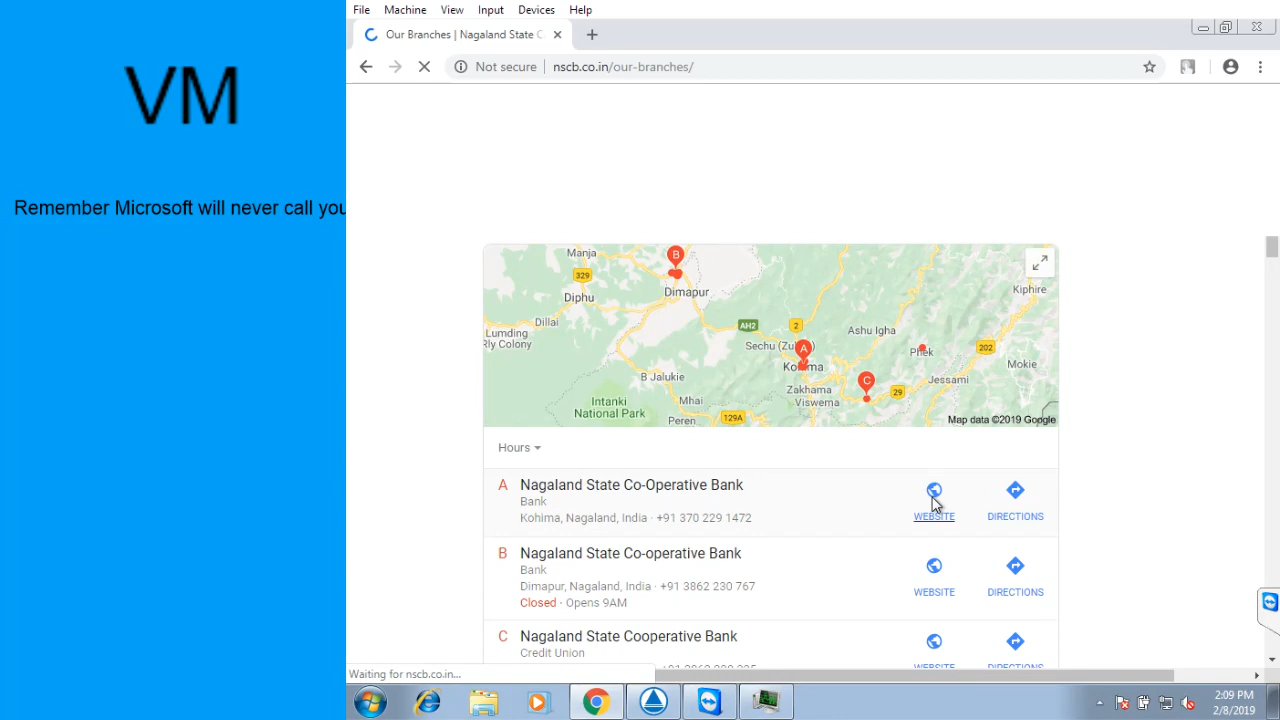 File Machine View Input Devices Help
VM
Remember Microsoft will never call you
Our Branches | Nagaland State C
Not secure nscb.co.in/our-branches/
Manja
329
Diphu
B
Dimapur
Kiphire
Dillai
Lumding
rly Colony
AH2
2
Ashu Igha
Sechu (Zu
A
Phek
202
Mokie
B Jalukie
C
Jessami
Zakhama
Viswema
29
Intanki
National Park
Mhai
Peren
129A
Map data ©2019 Google
Hours
A Nagaland State Co-Operative Bank
Bank
Kohima, Nagaland, India · +91 370 229 1472
WEBSITE DIRECTIONS
B Nagaland State Co-operative Bank
Bank
Dimapur, Nagaland, India · +91 3862 230 767
Closed · Opens 9AM
WEBSITE DIRECTIONS
C Nagaland State Cooperative Bank
Credit Union
Waiting for nscb.co.in...
2:09 PM
2/8/2019